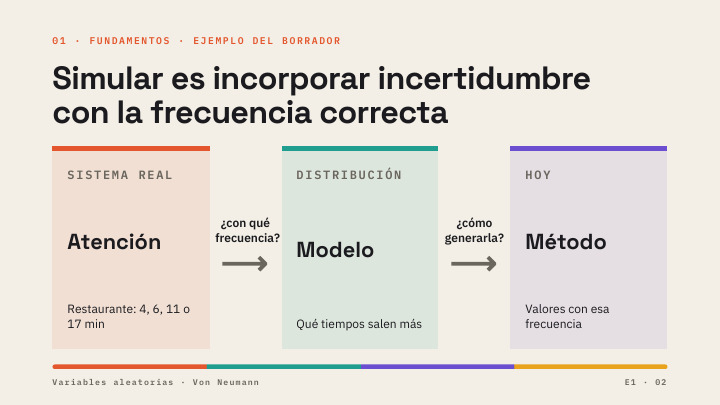 01 · FUNDAMENTOS · EJEMPLO DEL BORRADOR
Simular es incorporar incertidumbre
con la frecuencia correcta
SISTEMA REAL
Atención
Restaurante: 4, 6, 11 o
17 min
¿con qué
frecuencia?
DISTRIBUCIÓN
Modelo
Qué tiempos salen más
¿cómo
generarla?
HOY
Método
Valores con esa
frecuencia
Variables aleatorias · Von Neumann
E1 · 02